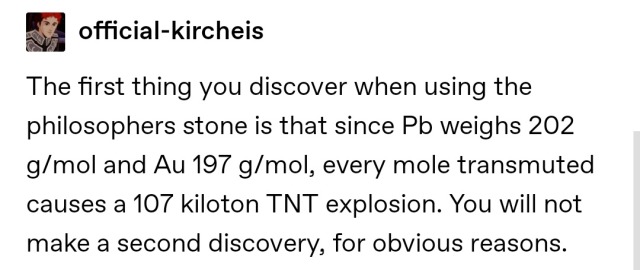 official-kircheis
The first thing you discover when using the
philosophers stone is that since Pb weighs 202
g/mol and Au 197 g/mol, every mole transmuted
causes a 107 kiloton TNT explosion. You will not
make a second discovery, for obvious reasons.